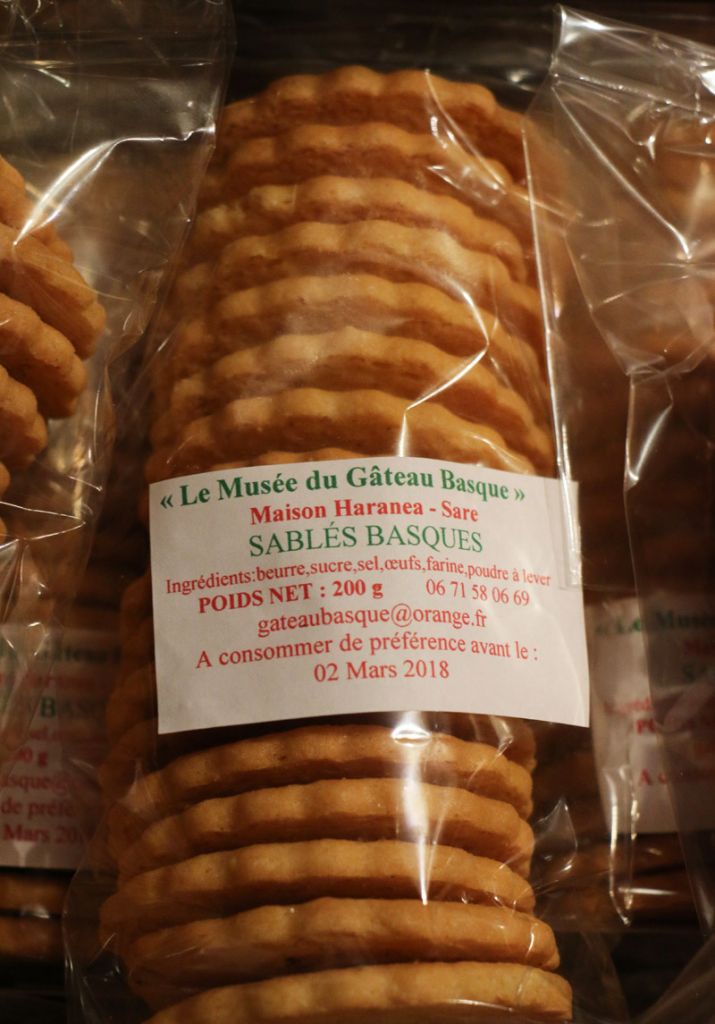 « Le Musée du Gâteau Basque »
Maison Haranea - Sare
SABLÉS BASQUES
Ingrédients:beurre,sucre,sel,œufs,farine,poudre à lever
POIDS NET : 200 g 06 71 58 06 69
gateaubasque@orange.fr
A consommer de préférence avant le :
02 Mars 2018